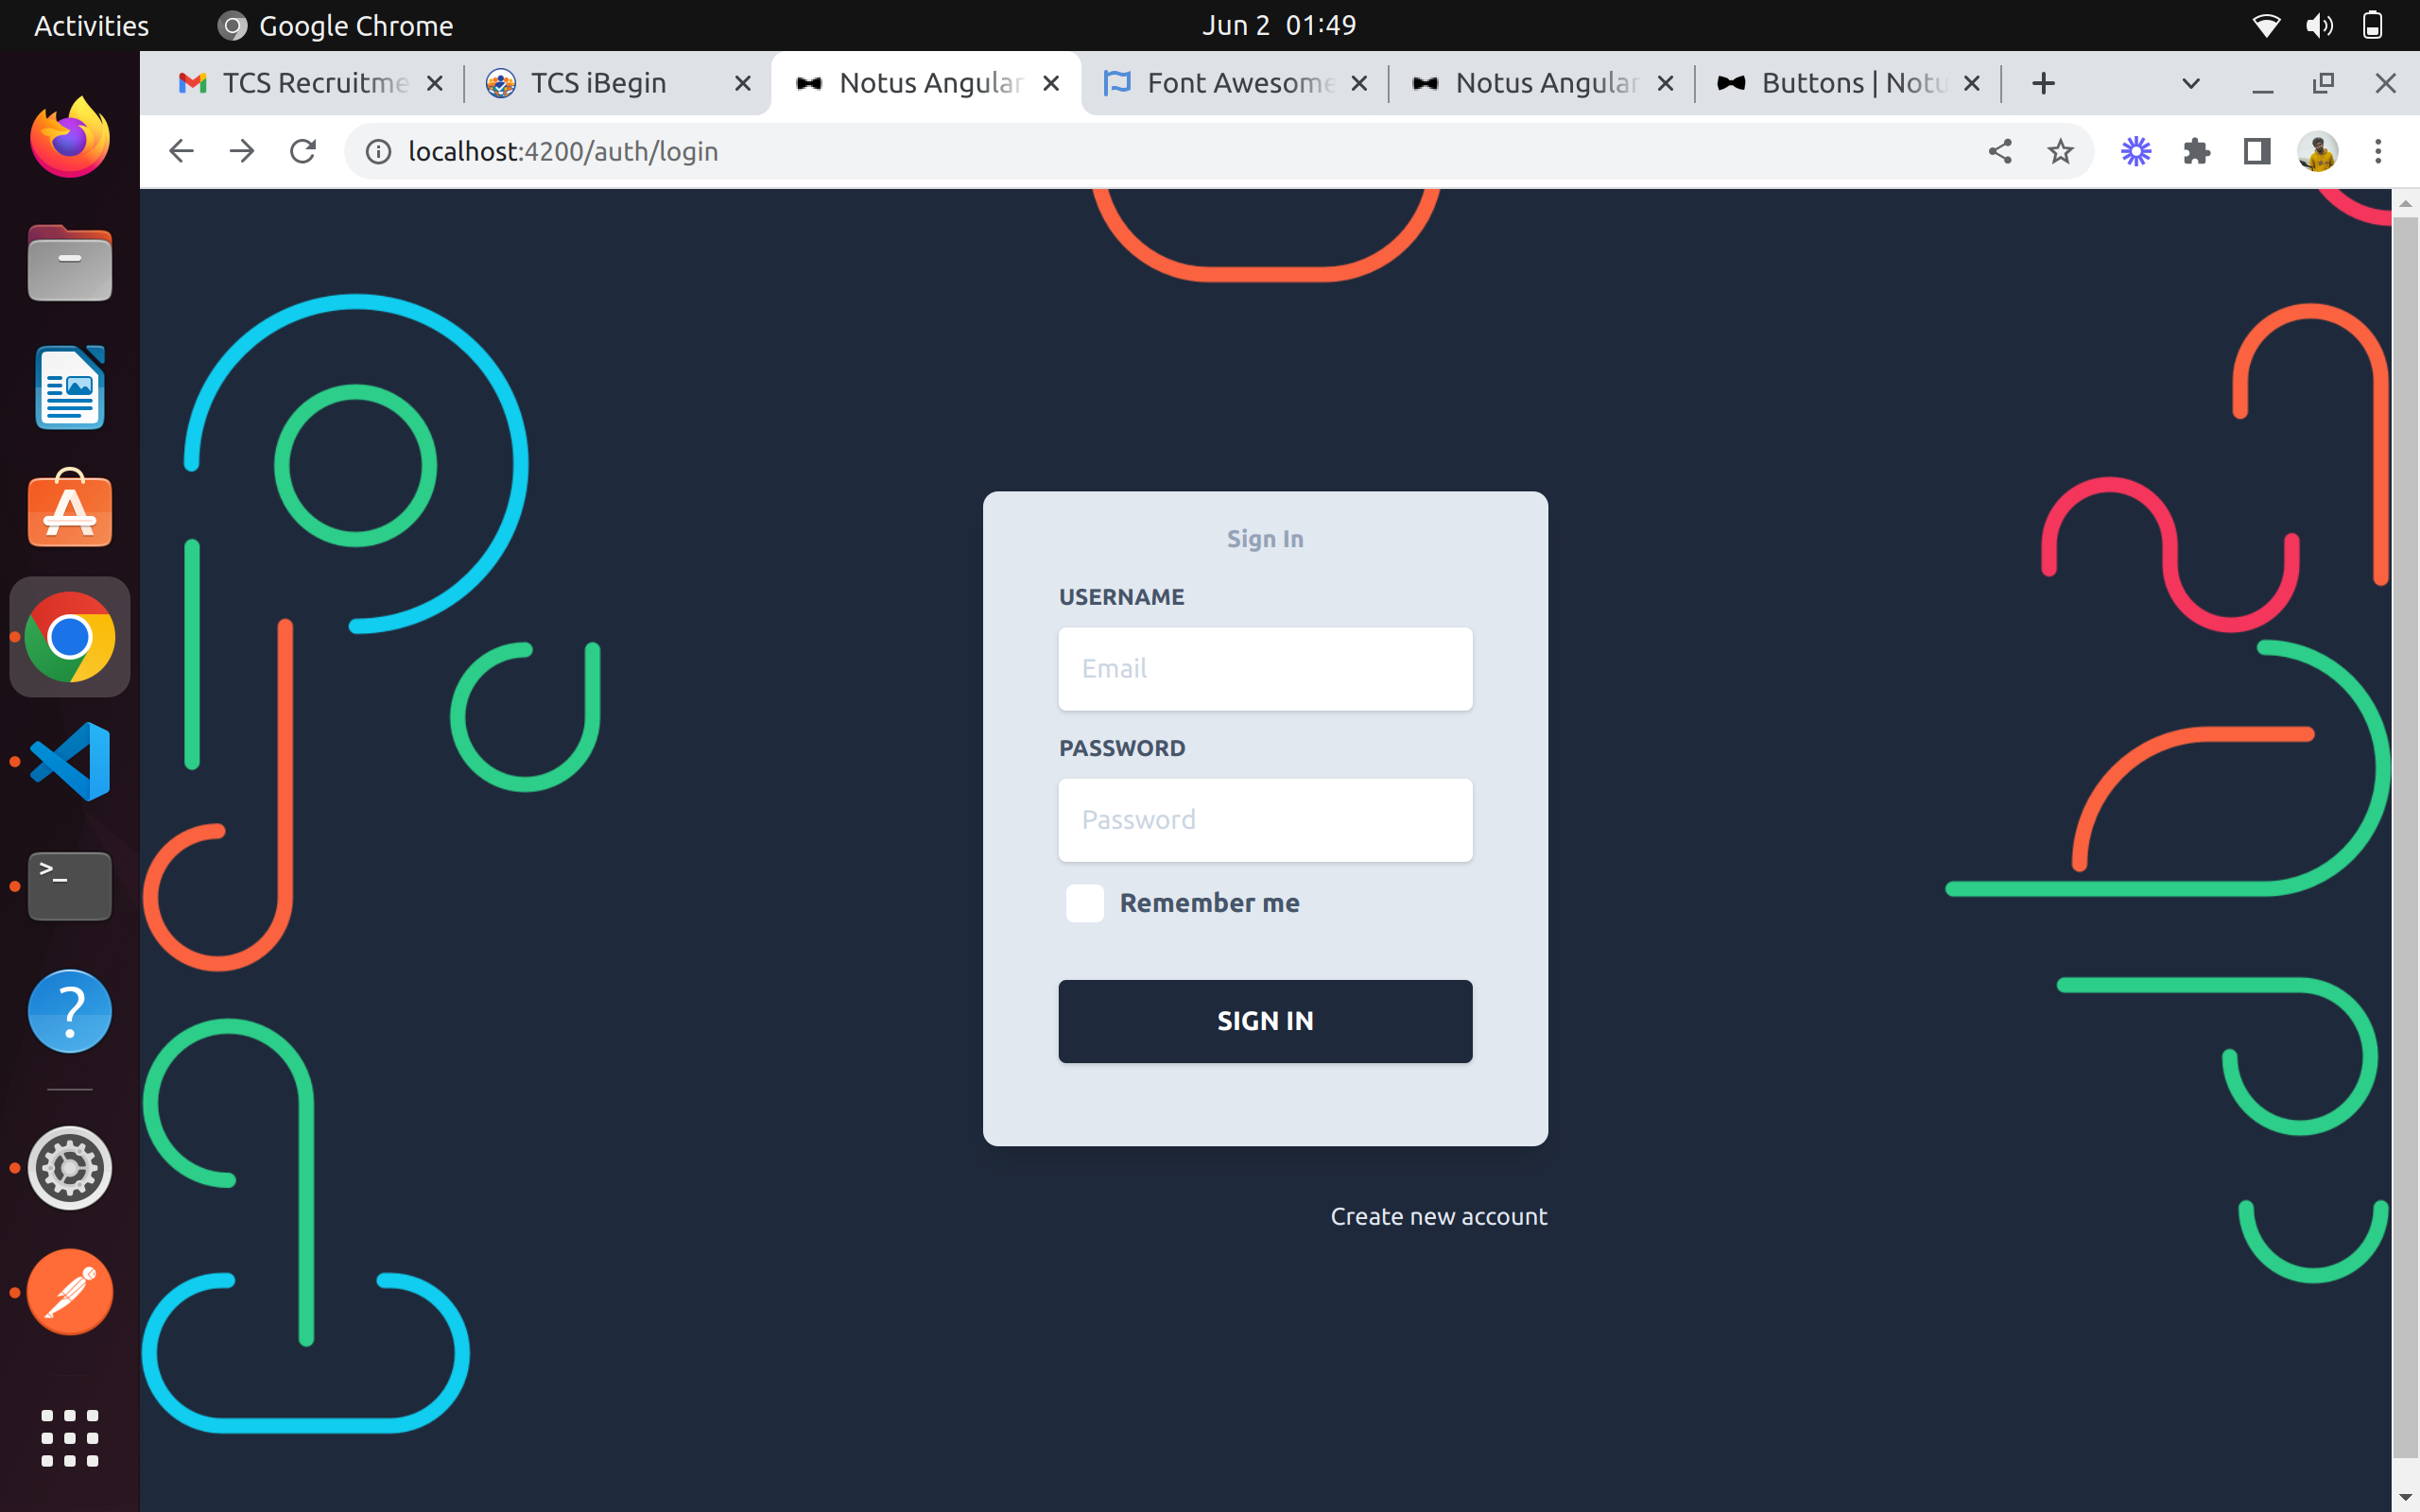 Activities Google Chrome Jun 2 01:49
TCS Recruitme TCS iBegin Notus Angular Font Awesome Notus Angular Buttons | Notu
localhost:4200/auth/login
Sign In
USERNAME
Email
PASSWORD
Password
Remember me
SIGN IN
Create new account